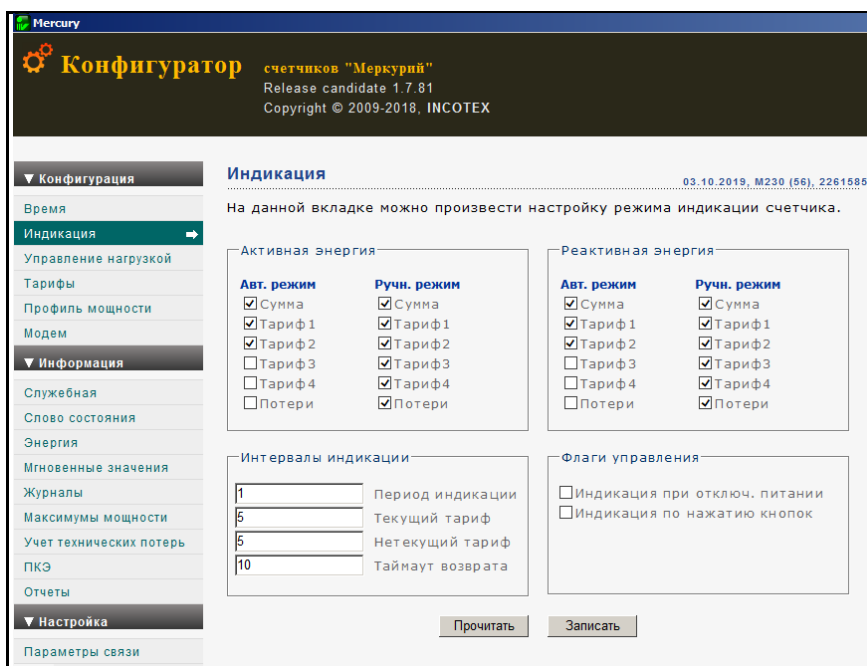 Mercury
Конфигуратор счетчиков "Меркурий"
Release candidate 1.7.81
Copyright © 2009-2018, INCOTEX
▼ Конфигурация
Время
Индикация
Управление нагрузкой
Тарифы
Профиль мощности
Модем
▼ Информация
Служебная
Слово состояния
Энергия
Мгновенные значения
Журналы
Максимумы мощности
Учет технических потерь
ПКЭ
Отчеты
▼ Настройка
Параметры связи
Индикация
03.10.2019, M230 (56), 2261585
На данной вкладке можно произвести настройку режима индикации счетчика.
Активная энергия
Авт. режим Ручн. режим
Сумма Сумма
Тариф1 Тариф1
Тариф2 Тариф2
Тариф3 Тариф3
Тариф4 Тариф4
Потери Потери
Реактивная энергия
Авт. режим Ручн. режим
Сумма Сумма
Тариф1 Тариф1
Тариф2 Тариф2
Тариф3 Тариф3
Тариф4 Тариф4
Потери Потери
Интервалы индикации
1 Период индикации
5 Текущий тариф
5 Нетекущий тариф
10 Таймаут возврата
Флаги управления
Индикация при отключ. питании
Индикация по нажатию кнопок
Прочитать Записать